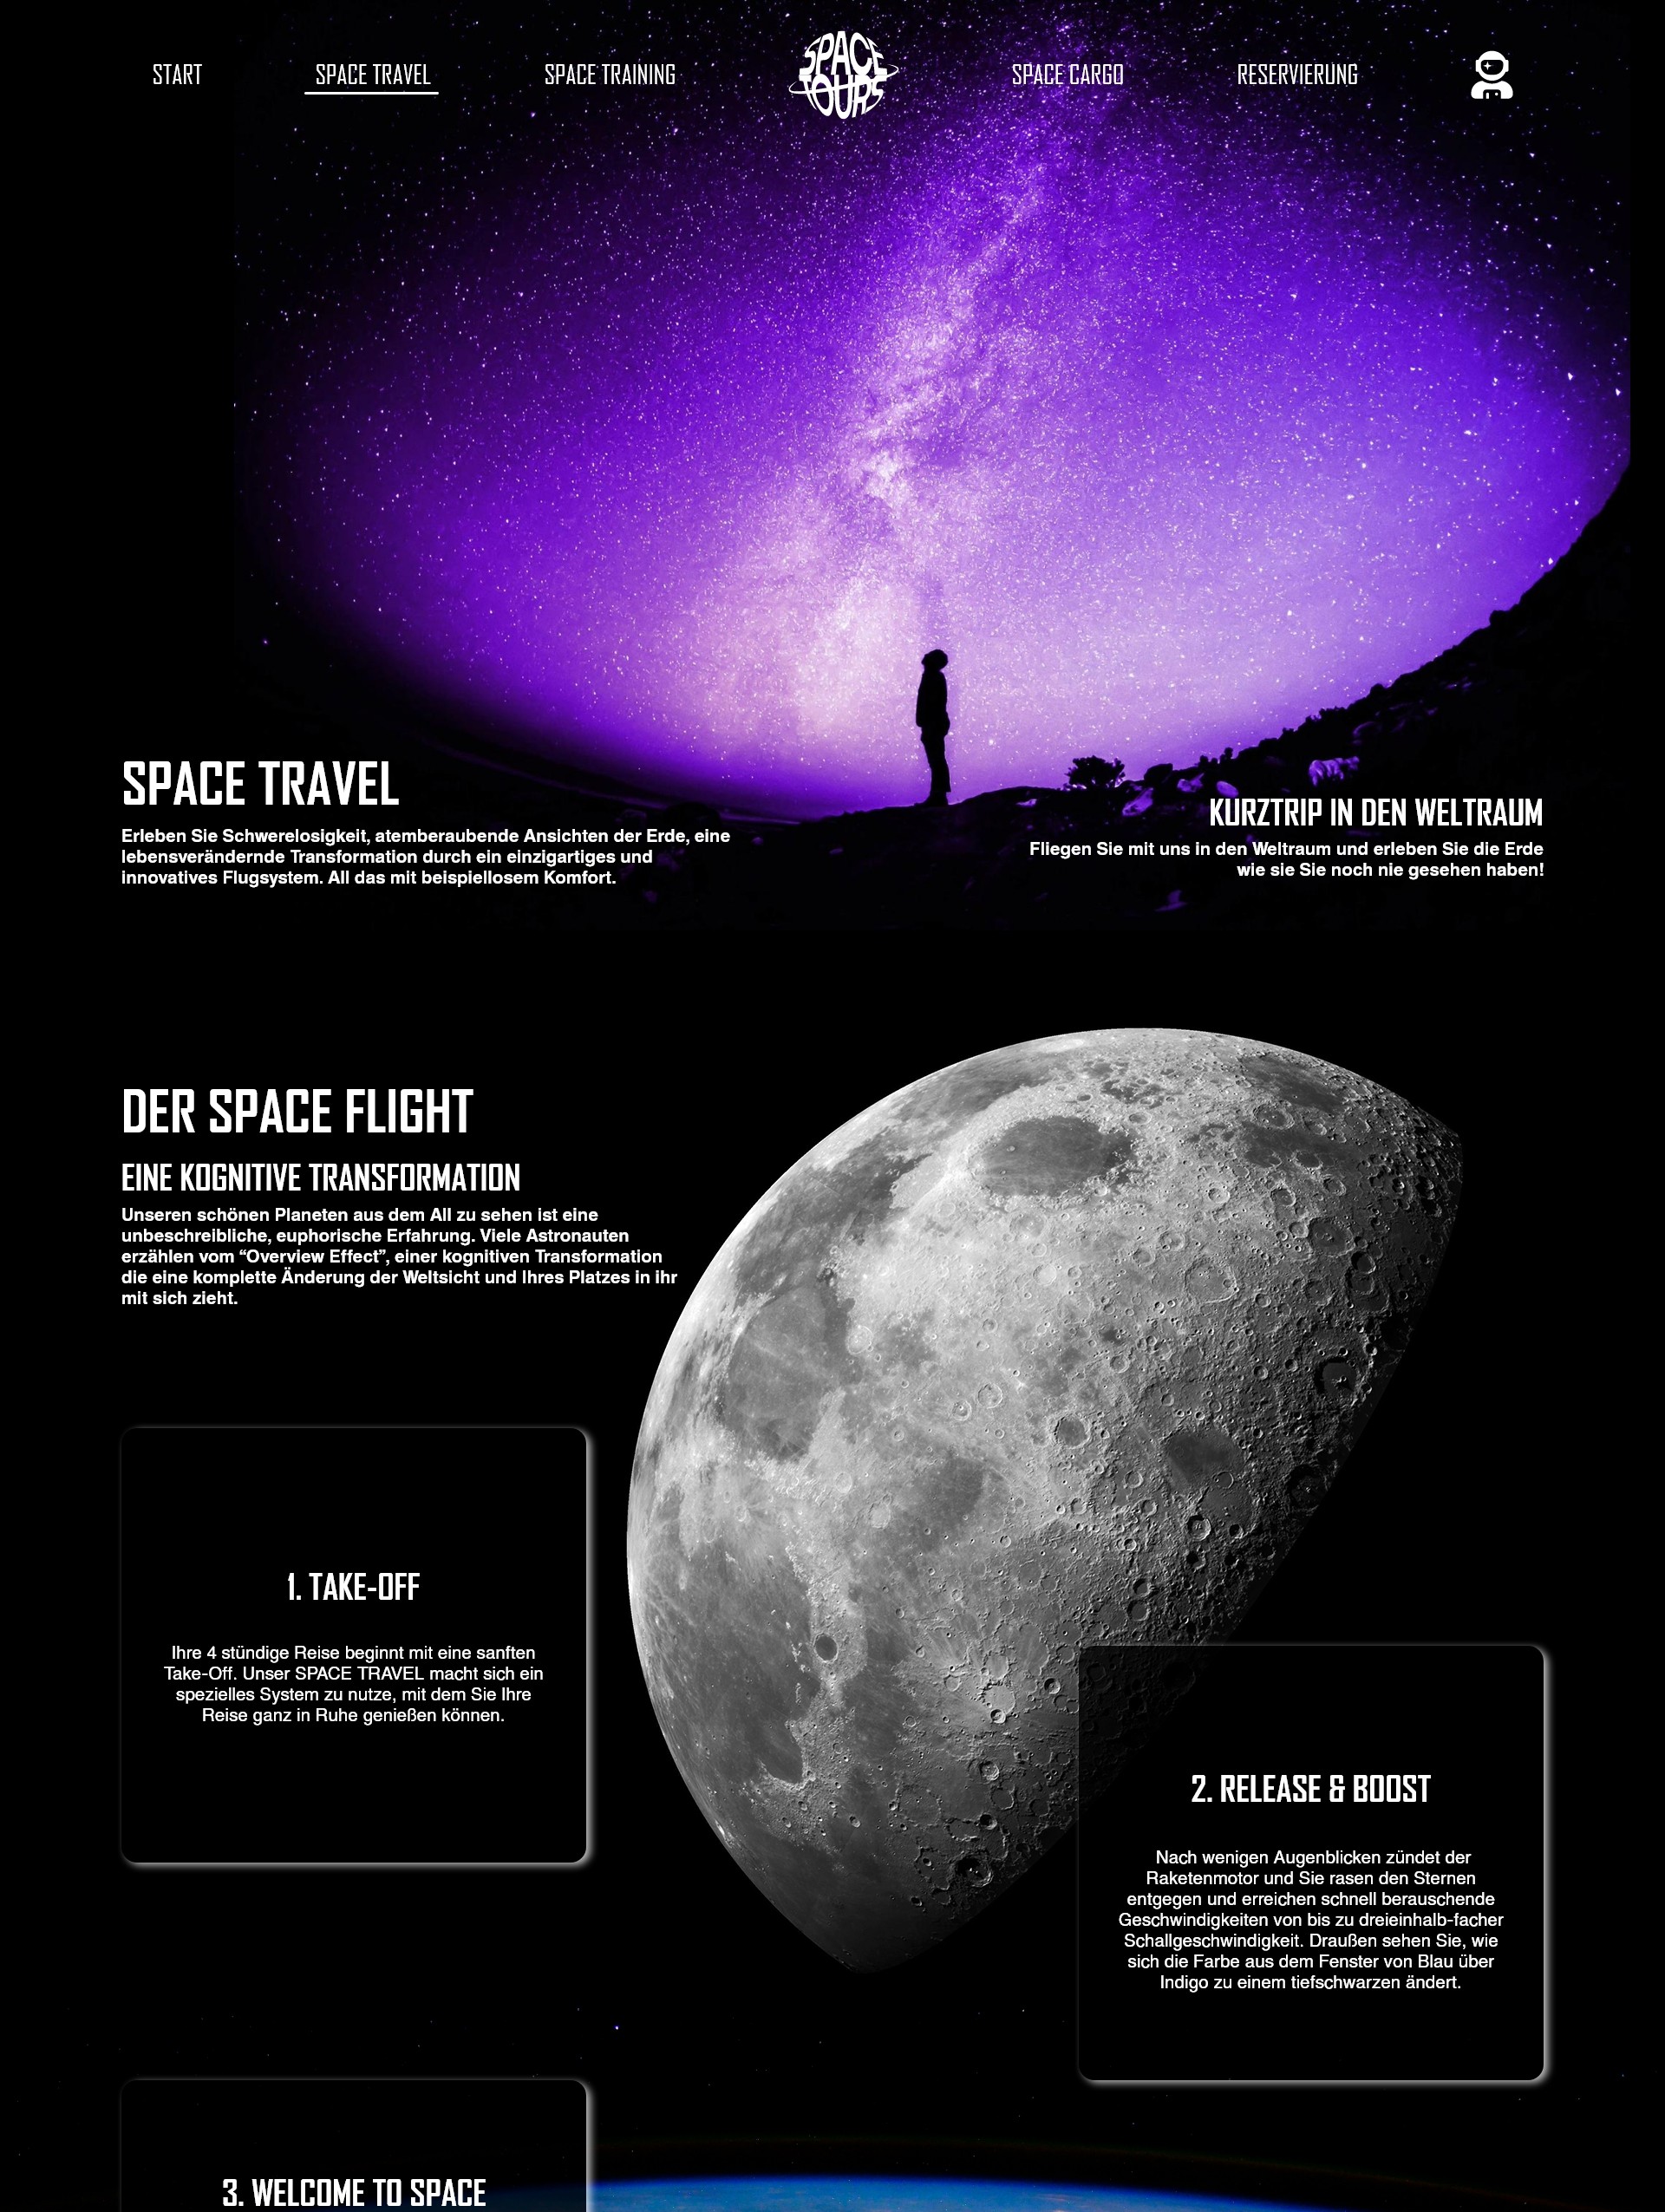 START
SPACE TRAVEL
SPACE TRAINING
SPACE
TOURS
SPACE CARGO
RESERVIERUNG
SPACE TRAVEL
Erleben Sie Schwerelosigkeit, atemberaubende Ansichten der Erde, eine
lebensverändernde Transformation durch ein einzigartiges und
innovatives Flugsystem. All das mit beispiellosem Komfort.
KURZTRIP IN DEN WELTRAUM
Fliegen Sie mit uns in den Weltraum und erleben Sie die Erde
wie sie Sie noch nie gesehen haben!
DER SPACE FLIGHT
EINE KOGNITIVE TRANSFORMATION
Unseren schönen Planeten aus dem All zu sehen ist eine
unbeschreibliche, euphorische Erfahrung. Viele Astronauten
erzählen vom “Overview Effect”, einer kognitiven Transformation
die eine komplette Änderung der Weltsicht und Ihres Platzes in ihr
mit sich zieht.
1. TAKE-OFF
Ihre 4 stündige Reise beginnt mit eine sanften
Take-Off. Unser SPACE TRAVEL macht sich ein
spezielles System zu nutze, mit dem Sie Ihre
Reise ganz in Ruhe genießen können.
2. RELEASE & BOOST
Nach wenigen Augenblicken zündet der
Raketenmotor und Sie rasen den Sternen
entgegen und erreichen schnell berauschende
Geschwindigkeiten von bis zu dreieinhalb-facher
Schallgeschwindigkeit. Draußen sehen Sie, wie
sich die Farbe aus dem Fenster von Blau über
Indigo zu einem tiefschwarzen ändert.
3. WELCOME TO SPACE